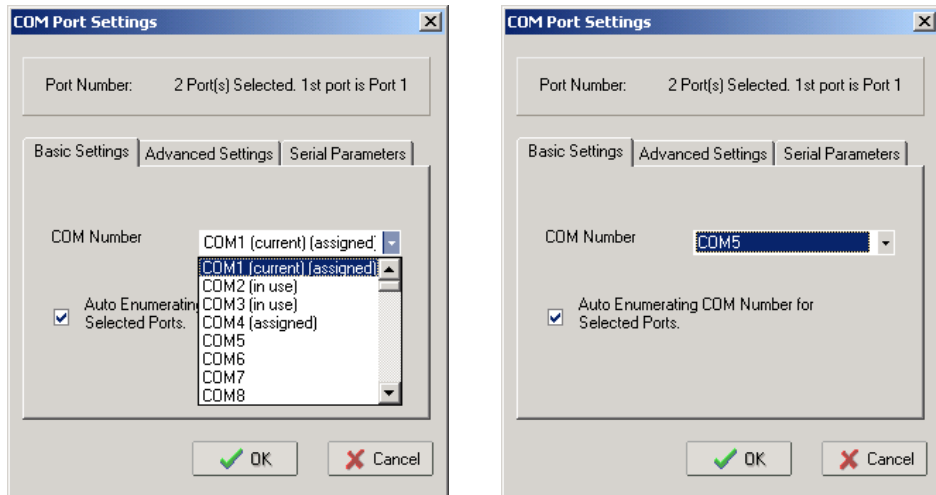 COM Port Settings
Port Number: 2 Port(s) Selected. 1st port is Port 1
Basic Settings Advanced Settings Serial Parameters
COM Number COM1 (current) (assigned)
COM1 (current) (assigned)
COM2 (in use)
COM3 (in use)
COM4 (assigned)
COM5
COM6
COM7
COM8
Auto Enumerating
Selected Ports.
OK Cancel
COM Port Settings
Port Number: 2 Port(s) Selected. 1st port is Port 1
Basic Settings Advanced Settings Serial Parameters
COM Number COM5
Auto Enumerating COM Number for
Selected Ports.
OK Cancel